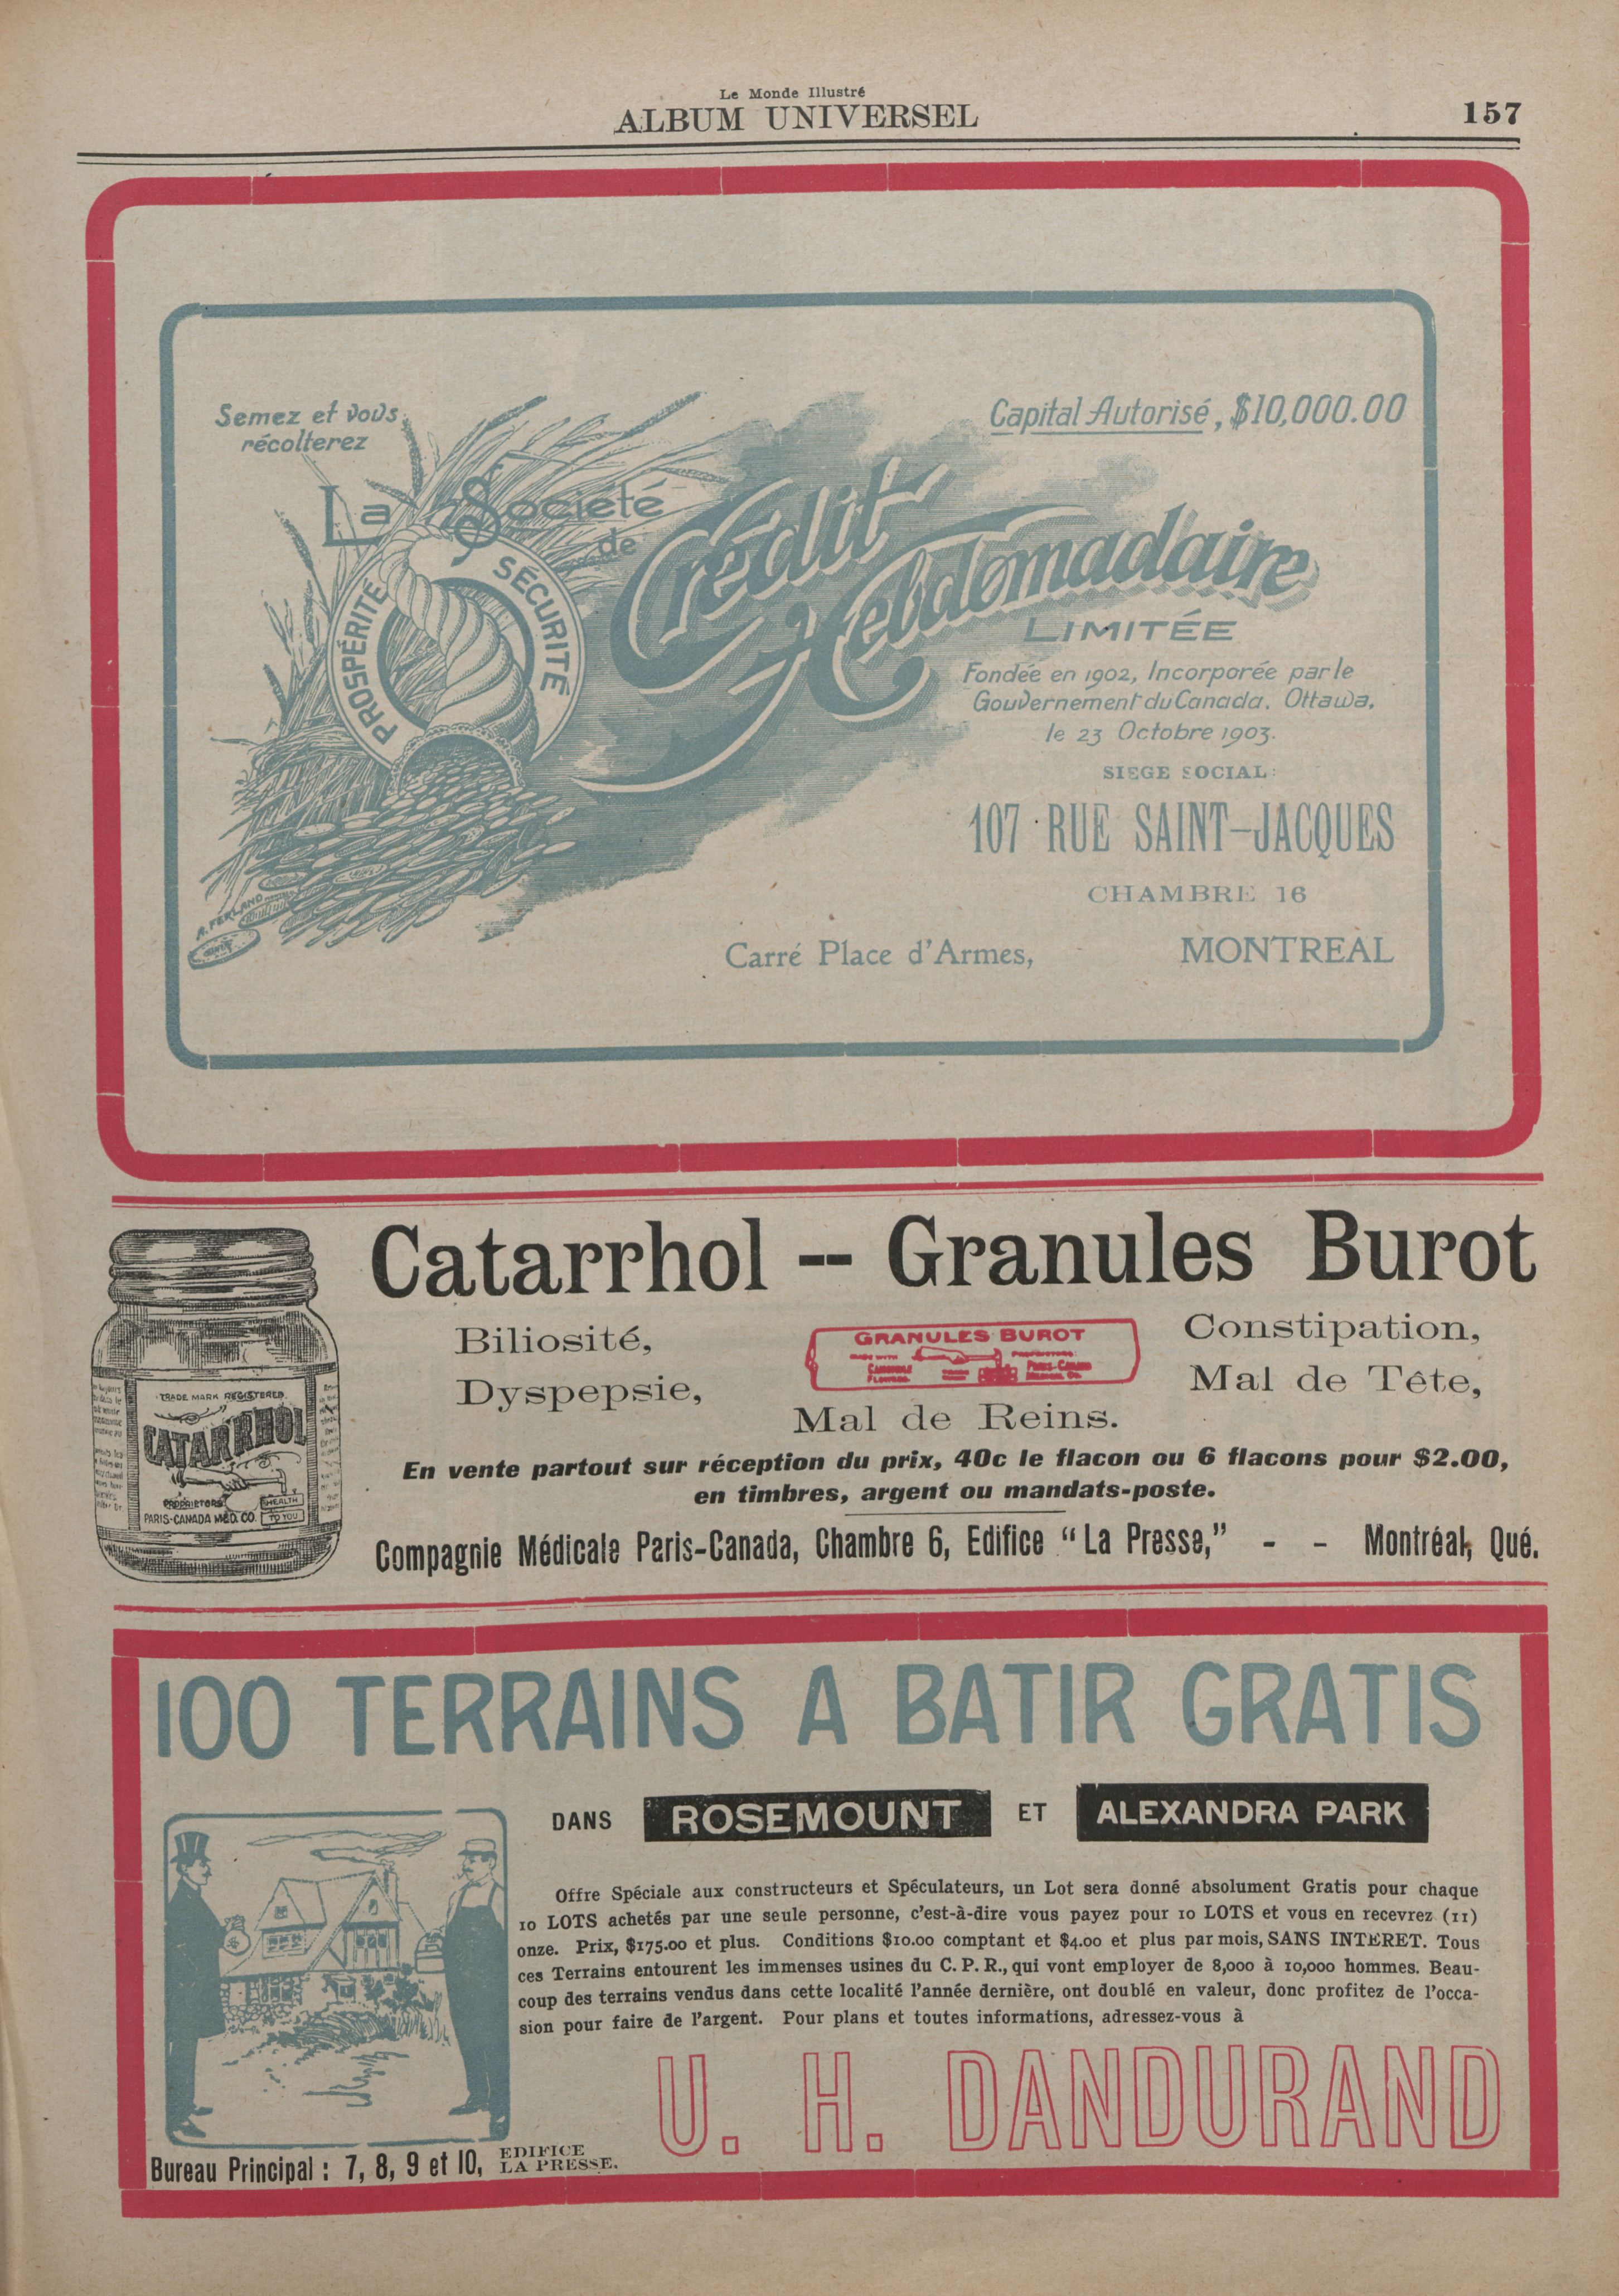 Le Monde Illustré
ALBUM UNIVERSEL
157
Semez et vous
récolterez
Capital Autorisé, $10,000.00
La Société
de
Crédit
Hebdomadaire
LIMITÉE
PROSPÉRITÉ
SÉCURITÉ
Fondée en 1902, Incorporée par le
Gouvernement du Canada. Ottawa,
le 23 Octobre 1903.
SIEGE SOCIAL:
107 RUE SAINT-JACQUES
CHAMBRE 16
A. FERLAND
Carré Place d'Armes, MONTREAL
Catarrhol -- Granules Burot
Biliosité,
Dyspepsie,
GRANULES BUROT
Constipation,
Mal de Tête,
Mal de Reins.
TRADE MARK REGISTERED
CATARRHOL
PROPRIETORS
HEALTH
TO YOU
PARIS-CANADA MED. CO.
En vente partout sur réception du prix, 40c le flacon ou 6 flacons pour $2.00,
en timbres, argent ou mandats-poste.
Compagnie Médicale Paris-Canada, Chambre 6, Edifice "La Presse," - - Montréal, Qué.
100 TERRAINS A BATIR GRATIS
DANS ROSEMOUNT ET ALEXANDRA PARK
Offre Spéciale aux constructeurs et Spéculateurs, un Lot sera donné absolument Gratis pour chaque
10 LOTS achetés par une seule personne, c'est-à-dire vous payez pour 10 LOTS et vous en recevrez (11)
onze. Prix, $175.00 et plus. Conditions $10.00 comptant et $4.00 et plus par mois, SANS INTERET. Tous
ces Terrains entourent les immenses usines du C. P. R., qui vont employer de 8,000 à 10,000 hommes. Beau-
coup des terrains vendus dans cette localité l'année dernière, ont doublé en valeur, donc profitez de l'occa-
sion pour faire de l'argent. Pour plans et toutes informations, adressez-vous à
U. H. DANDURAND
Bureau Principal : 7, 8, 9 et 10, EDIFICE
LA PRESSE.